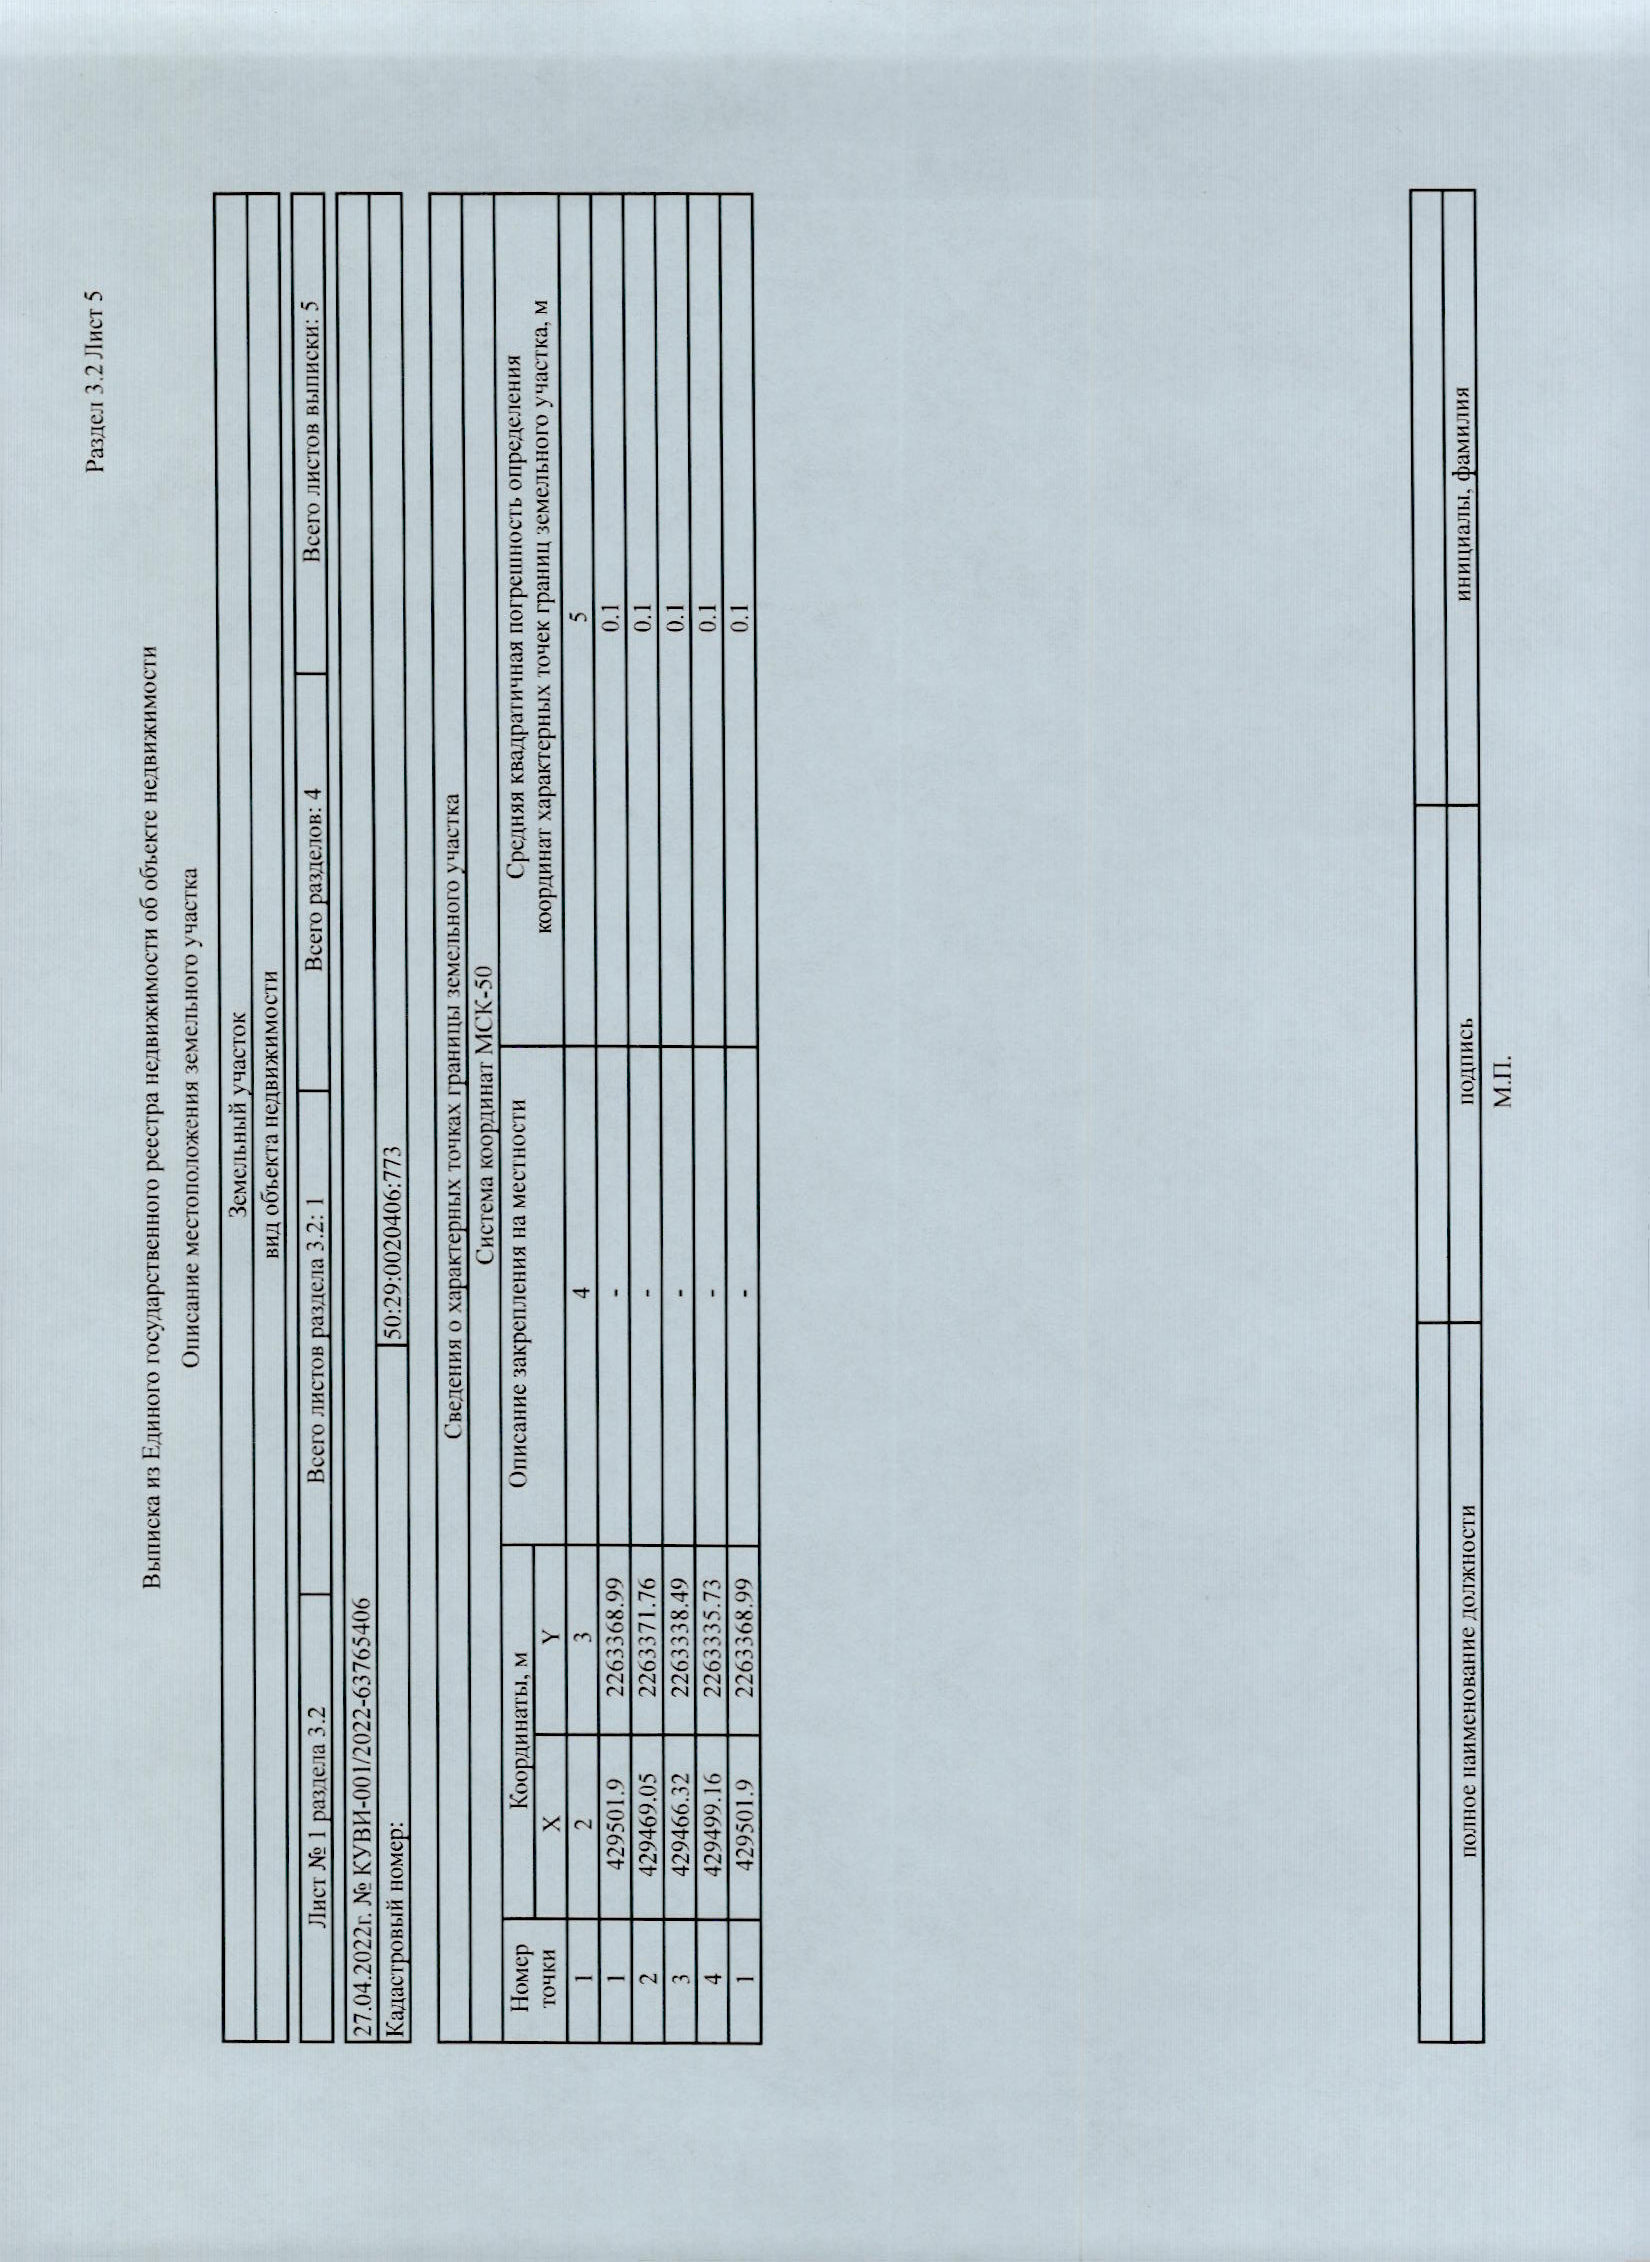 Раздел 3.2 Лист 5
Выписка из Единого государственного реестра недвижимости об объекте недвижимости
Описание местоположения земельного участка
Земельный участок
вид объекта недвижимости
Лист № 1 раздела 3.2 Всего листов раздела 3.2: 1 Всего разделов: 4 Всего листов выписки: 5
27.04.2022г. № КУВИ-001/2022-63765406
Кадастровый номер: 50:29:0020406:773
Сведения о характерных точках границы земельного участка
Система координат МСК-50
Номер точки Координаты, м Описание закрепления на местности Средняя квадратичная погрешность определения
координат характерных точек границ земельного участка, м
X Y
1 2 3 4 5
1 429501.9 2263368.99 - 0.1
2 429469.05 2263371.76 - 0.1
3 429466.32 2263338.49 - 0.1
4 429499.16 2263335.73 - 0.1
1 429501.9 2263368.99 - 0.1
полное наименование должности подпись инициалы, фамилия
М.П.